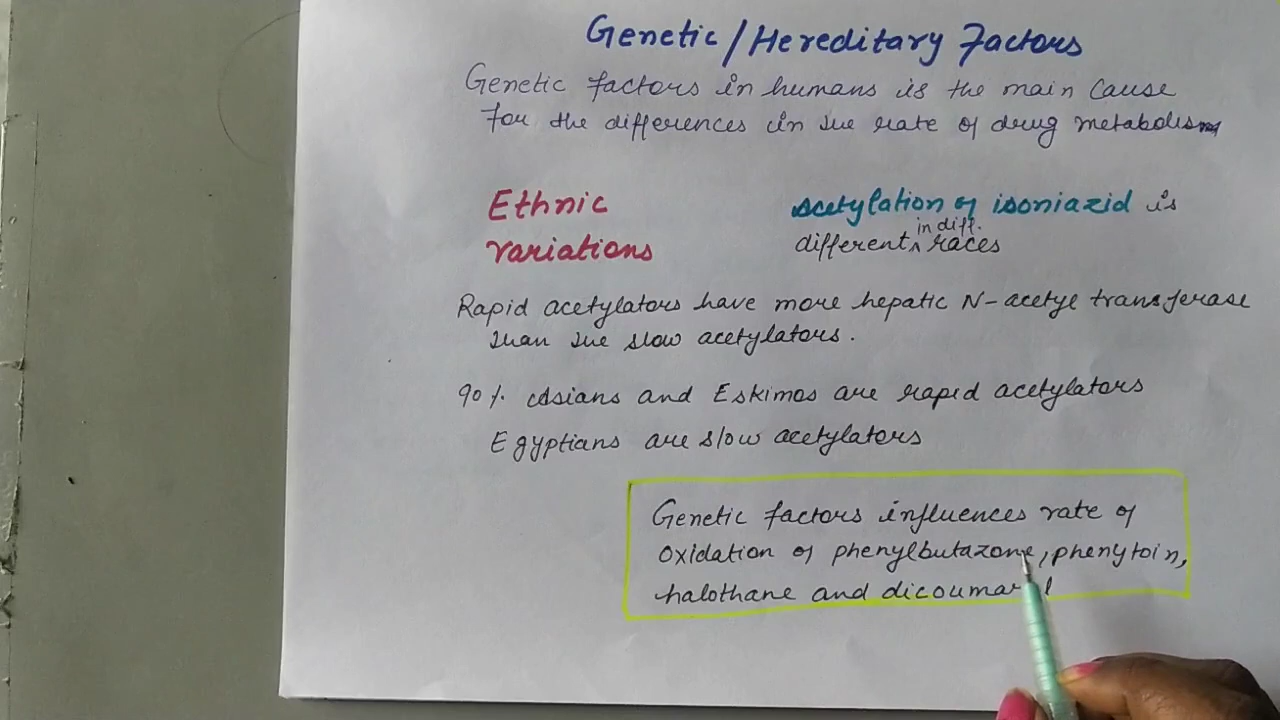 Genetic/Hereditary Factors
Genetic factors in humans is the main cause
for the differences in the rate of drug metabolism
Ethnic
variations
acetylation of isoniazid is
in diff.
different ^ races
Rapid acetylators have more hepatic N-acetyl transferase
than the slow acetylators.
90% Asians and Eskimos are rapid acetylators
Egyptians are slow acetylators
Genetic factors influences rate of
oxidation of phenylbutazone, phenytoin,
halothane and